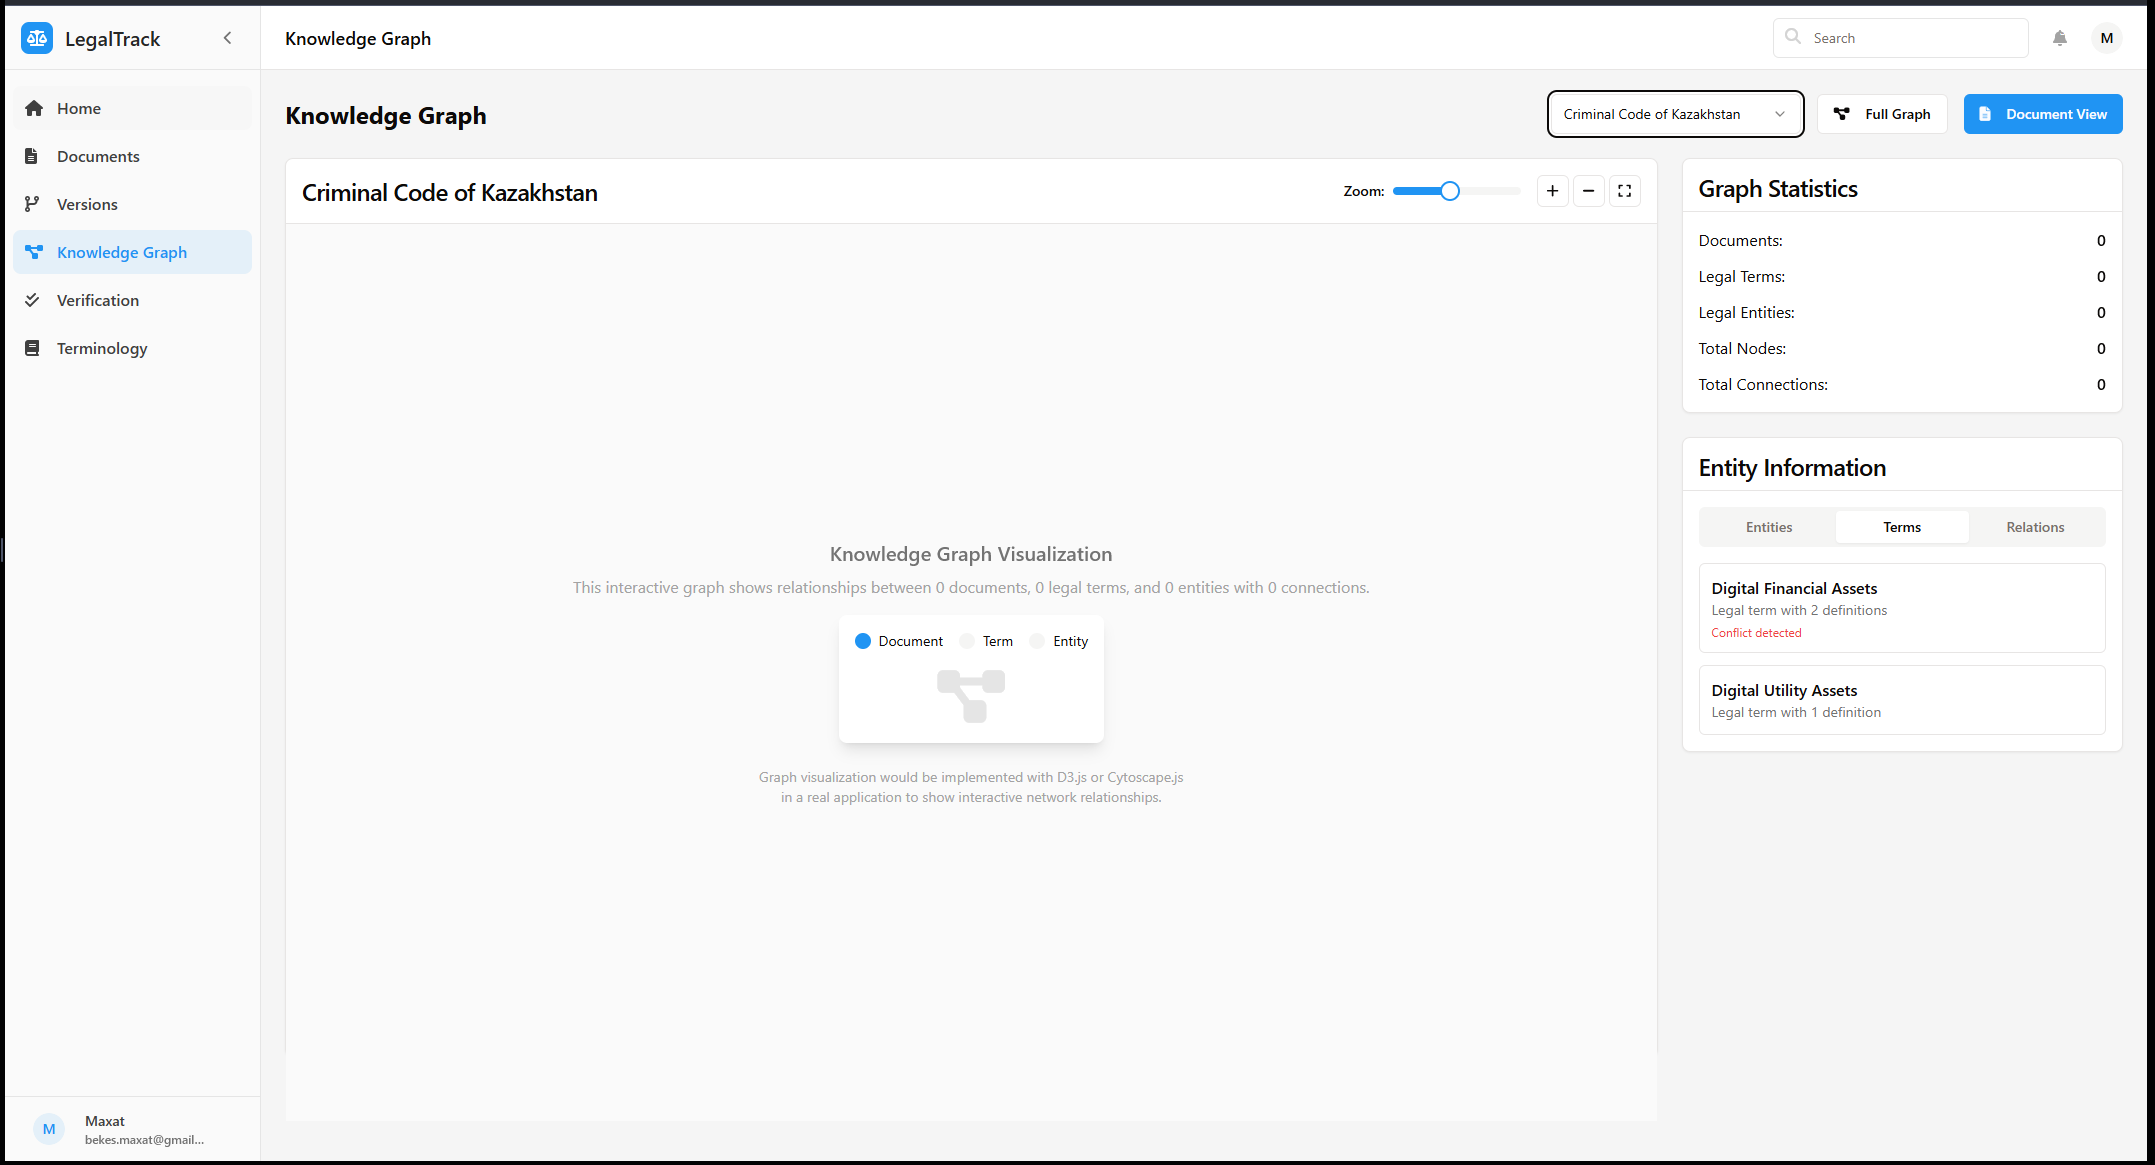 LegalTrack
Knowledge Graph
Search
M
Home
Documents
Versions
Knowledge Graph
Verification
Terminology
Maxat
M
bekes.maxat@gmail...
Knowledge Graph
Criminal Code of Kazakhstan
Full Graph
Document View
Criminal Code of Kazakhstan
Zoom:
Knowledge Graph Visualization
This interactive graph shows relationships between 0 documents, 0 legal terms, and 0 entities with 0 connections.
Document Term Entity
Graph visualization would be implemented with D3.js or Cytoscape.js
in a real application to show interactive network relationships.
Graph Statistics
Documents: 0
Legal Terms: 0
Legal Entities: 0
Total Nodes: 0
Total Connections: 0
Entity Information
Entities Terms Relations
Digital Financial Assets
Legal term with 2 definitions
Conflict detected
Digital Utility Assets
Legal term with 1 definition